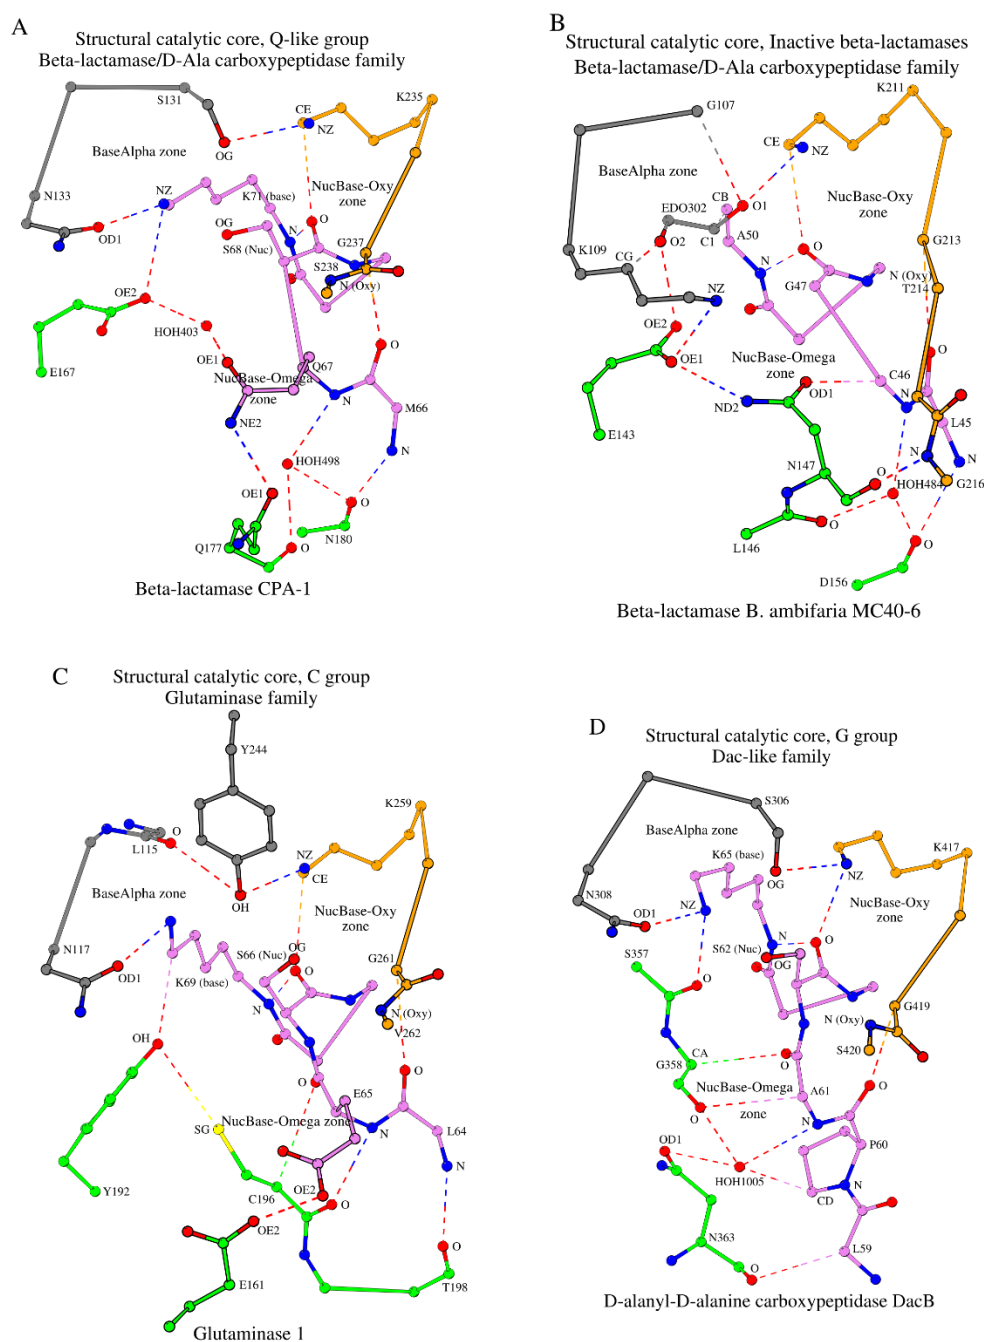 A
Structural catalytic core, Q-like group
Beta-lactamase/D-Ala carboxypeptidase family
S131
CE
K235
NZ
OG
BaseAlpha zone
NucBase-Oxy
zone
N133
NZ
K71 (base)
OG
O
OD1
S68 (Nuc)
N
G237
S238
N (Oxy)
OE2
HOH403
O
OE1
E167
Q67
NucBase-Omega
zone
N
M66
NE2
HOH498
N
OE1
O
N180
Q177
O
Beta-lactamase CPA-1
B
Structural catalytic core, Inactive beta-lactamases
Beta-lactamase/D-Ala carboxypeptidase family
K211
G107
CE
NZ
BaseAlpha zone
NucBase-Oxy
zone
CB
O1
EDO302
O2
C1
A50
K109
CG
O
G213
N
N (Oxy)
G47
T214
NZ
OE2
OE1
NucBase-Omega
zone
O
C46
OD1
ND2
N
L45
E143
N147
N
N
O
HOH484
G216
O
L146
O
D156
Beta-lactamase B. ambifaria MC40-6
C
Structural catalytic core, C group
Glutaminase family
Y244
K259
O
L115
NZ
CE
BaseAlpha zone
OH
NucBase-Oxy
zone
N117
S66 (Nuc)
OG
G261
OD1
O
K69 (base)
N
N (Oxy)
V262
OH
O
O
E65
SG
NucBase-Omega zone
N
L64
N
Y192
C196
OE2
O
OE2
O
E161
T198
Glutaminase 1
D
Structural catalytic core, G group
Dac-like family
S306
BaseAlpha zone
K417
K65 (base)
OG
NZ
N308
NZ
NucBase-Oxy
zone
OD1
N
O
S357
S62 (Nuc)
OG
O
G419
N (Oxy)
S420
CA
O
G358
NucBase-Omega
zone
A61
O
N
OD1
P60
HOH1005
N
CD
N363
L59
O
D-alanyl-D-alanine carboxypeptidase DacB